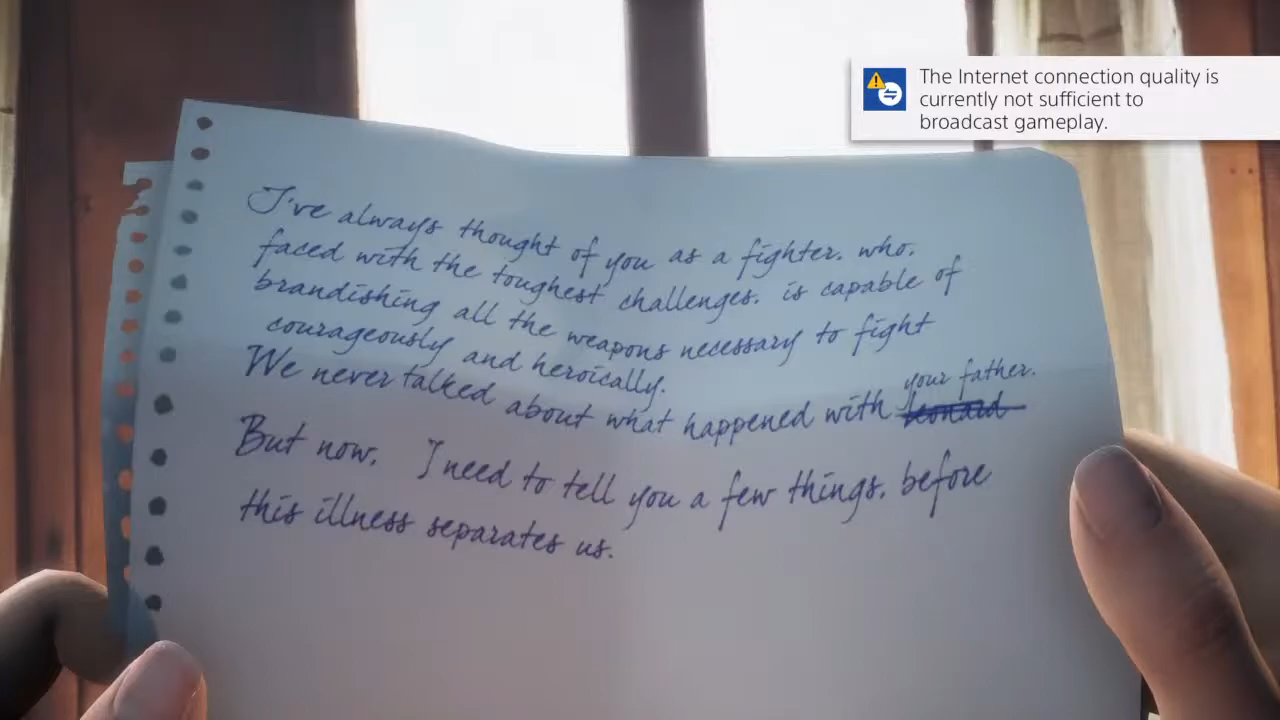 The Internet connection quality is
currently not sufficient to
broadcast gameplay.
I've always thought of you as a fighter. who.
faced with the toughest challenges. is capable of
brandishing all the weapons necessary to fight
courageously and heroically.
We never talked about what happened with leonard your father.
But now. I need to tell you a few things. before
this illness separates us.